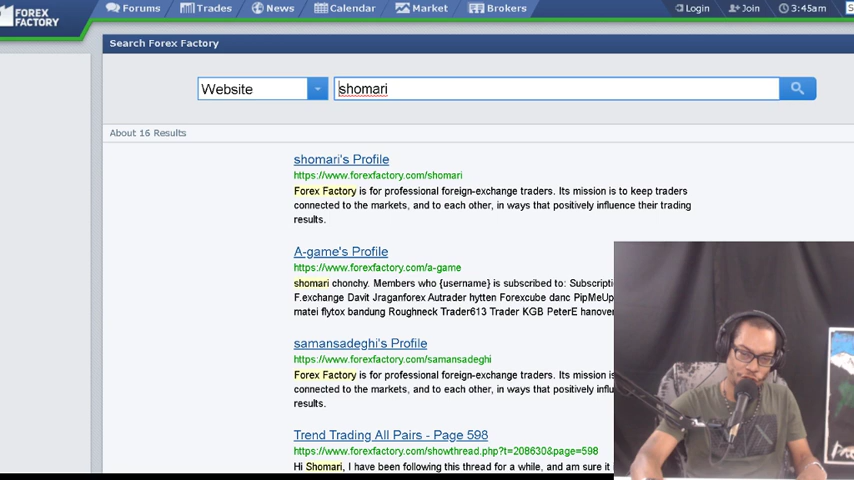 FOREX
FACTORY
Forums Trades News Calendar Market Brokers Login Join 3:45am
Search Forex Factory
Website shomari
About 16 Results
shomari's Profile
https://www.forexfactory.com/shomari
Forex Factory is for professional foreign-exchange traders. Its mission is to keep traders
connected to the markets, and to each other, in ways that positively influence their trading
results.
A-game's Profile
https://www.forexfactory.com/a-game
shomari chonchy. Members who {username} is subscribed to: Subscripti
F.exchange Davit Jraganforex Autrader hytten Forexcube danc PipMeUp
matei flytox bandung Roughneck Trader613 Trader KGB PeterE hanover
samansadeghi's Profile
https://www.forexfactory.com/samansadeghi
Forex Factory is for professional foreign-exchange traders. Its mission is
connected to the markets, and to each other, in ways that positively influ
results.
Trend Trading All Pairs - Page 598
https://www.forexfactory.com/showthread.php?t=208630&page=598
Hi Shomari, I have been following this thread for a while, and am sure it